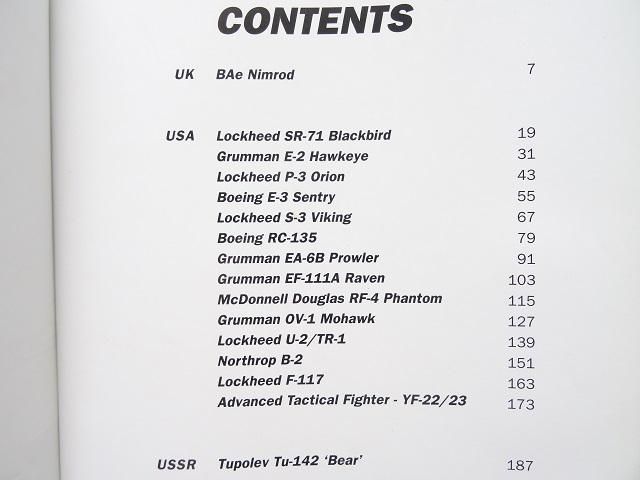 CONTENTS
UK BAe Nimrod 7
USA Lockheed SR-71 Blackbird 19
Grumman E-2 Hawkeye 31
Lockheed P-3 Orion 43
Boeing E-3 Sentry 55
Lockheed S-3 Viking 67
Boeing RC-135 79
Grumman EA-6B Prowler 91
Grumman EF-111A Raven 103
McDonnell Douglas RF-4 Phantom 115
Grumman OV-1 Mohawk 127
Lockheed U-2/TR-1 139
Northrop B-2 151
Lockheed F-117 163
Advanced Tactical Fighter - YF-22/23 173
USSR Tupolev Tu-142 ‘Bear’ 187